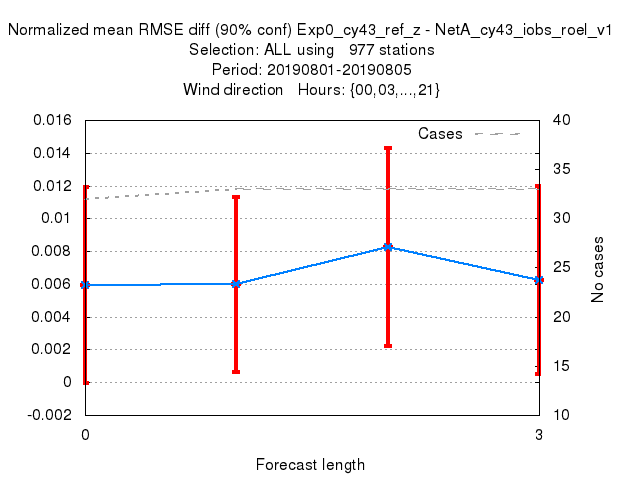 Normalized mean RMSE diff (90% conf) Exp0_cy43_ref_z - NetA_cy43_iobs_roel_v1
Selection: ALL using 977 stations
Period: 20190801-20190805
Wind direction Hours: {00,03,...,21}
Cases
0.016
0.014
0.012
0.01
0.008
0.006
0.004
0.002
0
-0.002
40
35
30
25
20
15
10
No cases
0
3
Forecast length